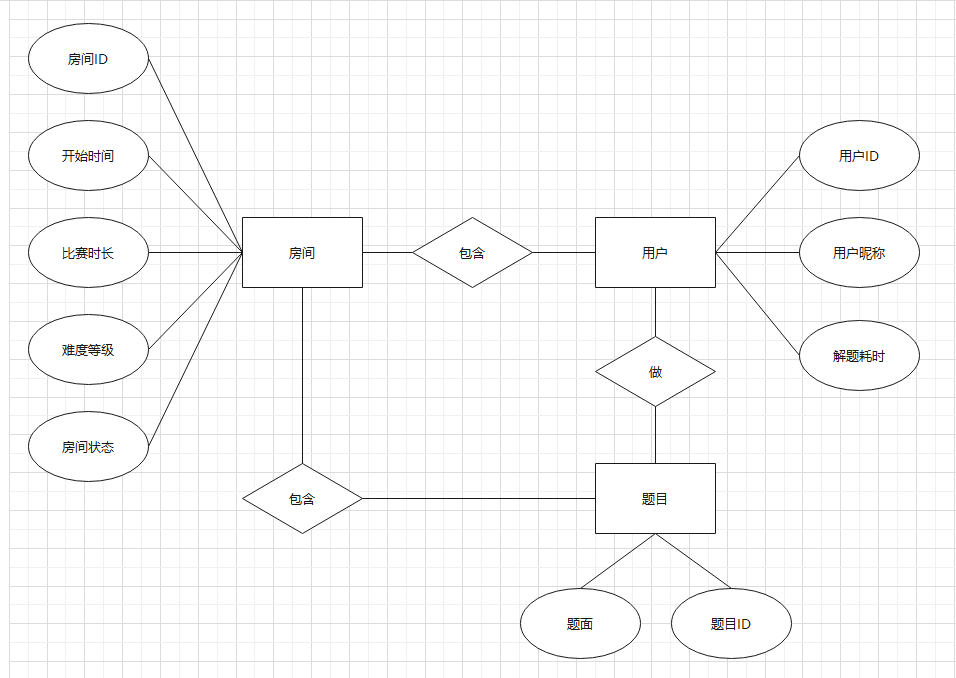 房间ID
开始时间
比赛时长
难度等级
房间状态
房间
包含
用户
用户ID
用户昵称
解题耗时
做
包含
题目
题面
题目ID